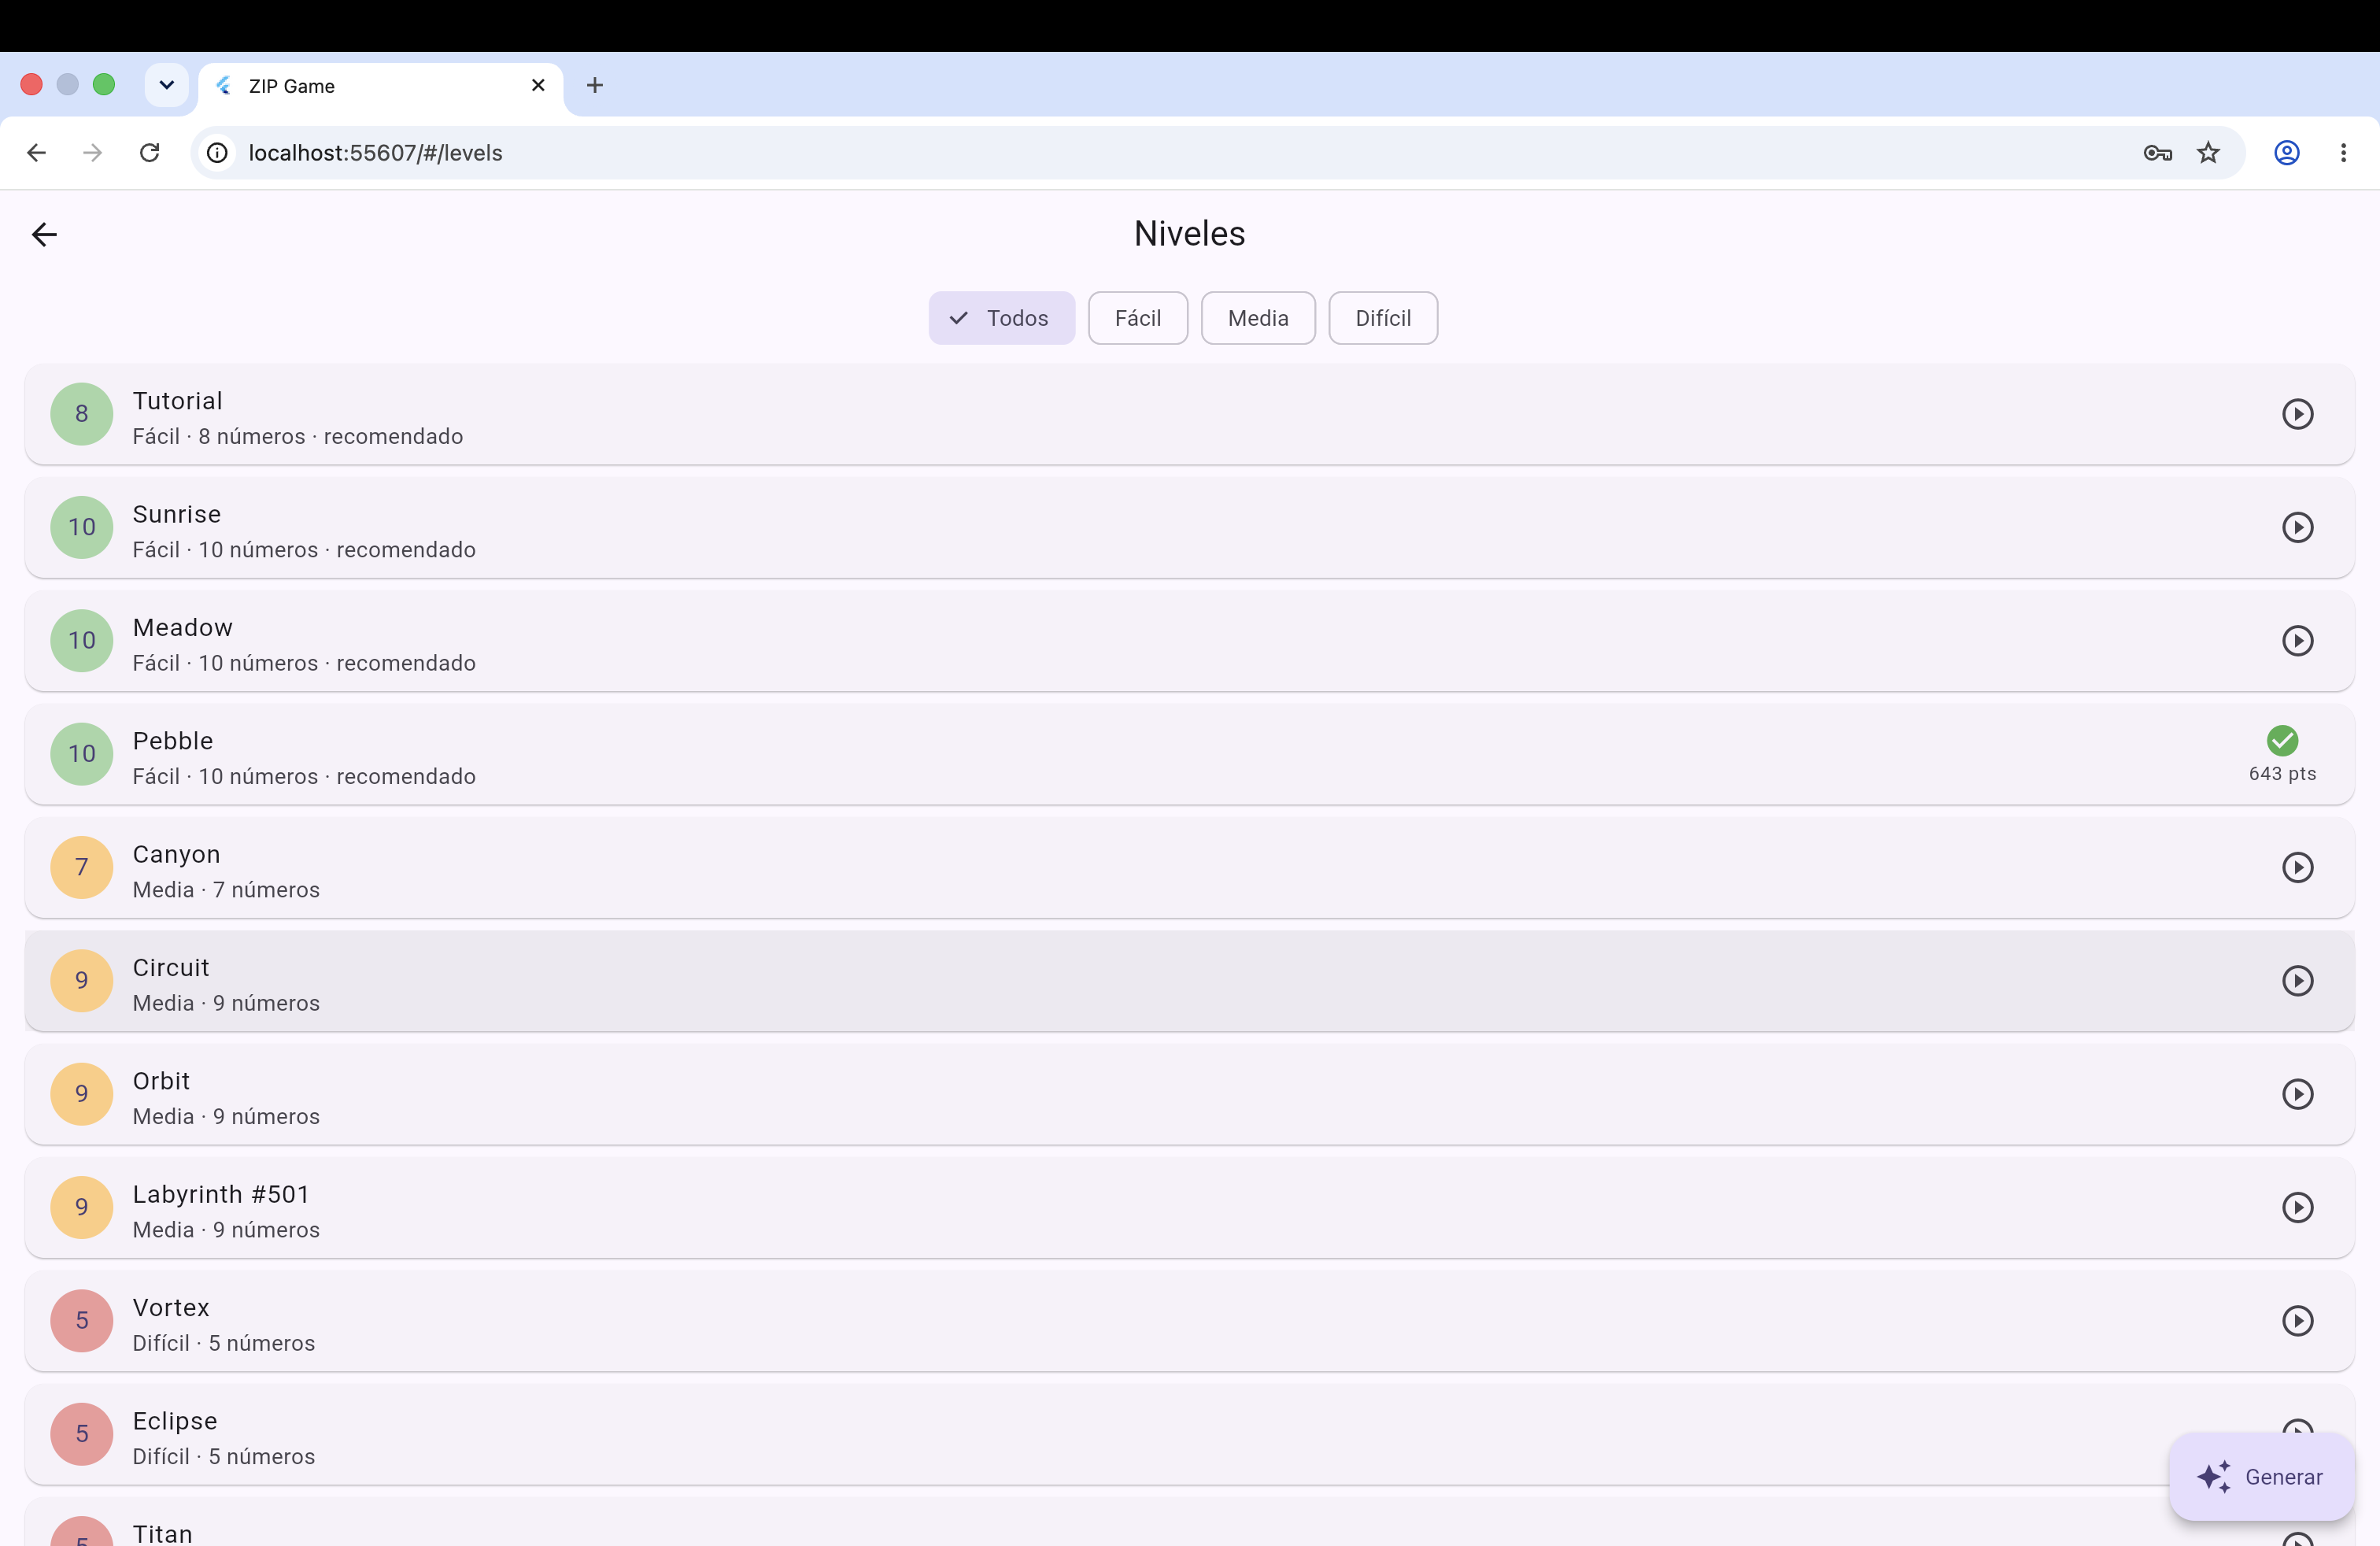 ZIP Game
localhost:55607/#/levels
Niveles
Todos
Fácil
Media
Difícil
8
Tutorial
Fácil · 8 números · recomendado
10
Sunrise
Fácil · 10 números · recomendado
10
Meadow
Fácil · 10 números · recomendado
10
Pebble
Fácil · 10 números · recomendado
643 pts
7
Canyon
Media · 7 números
9
Circuit
Media · 9 números
9
Orbit
Media · 9 números
9
Labyrinth #501
Media · 9 números
5
Vortex
Difícil · 5 números
5
Eclipse
Difícil · 5 números
Generar
5
Titan